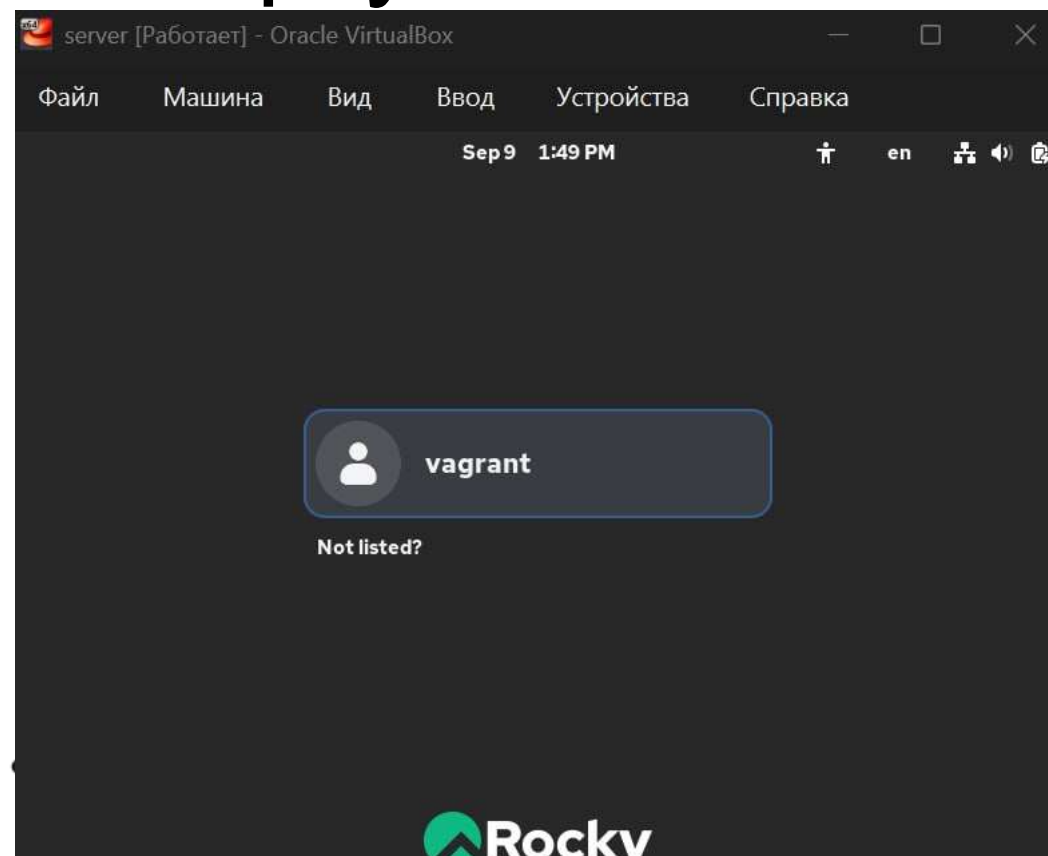 server [Работает] - Oracle VirtualBox
Файл Машина Вид Ввод Устройства Справка
Sep 9 1:49 PM en
vagrant
Not listed?
Rocky